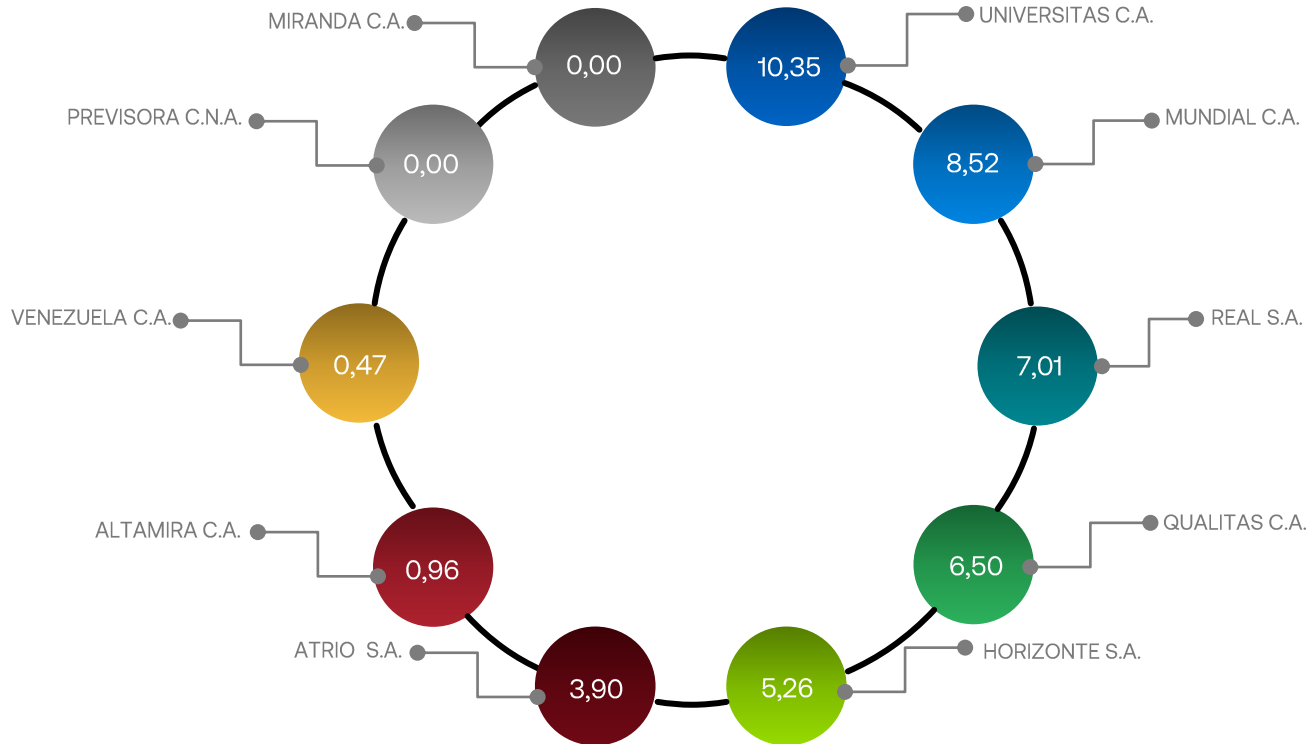 MIRANDA C.A.
0,00
10,35
UNIVERSITAS C.A.
PREVISORA C.N.A.
0,00
8,52
MUNDIAL C.A.
VENEZUELA C.A.
0,47
7,01
REAL S.A.
ALTAMIRA C.A.
0,96
6,50
QUALITAS C.A.
ATRIO S.A.
3,90
5,26
HORIZONTE S.A.